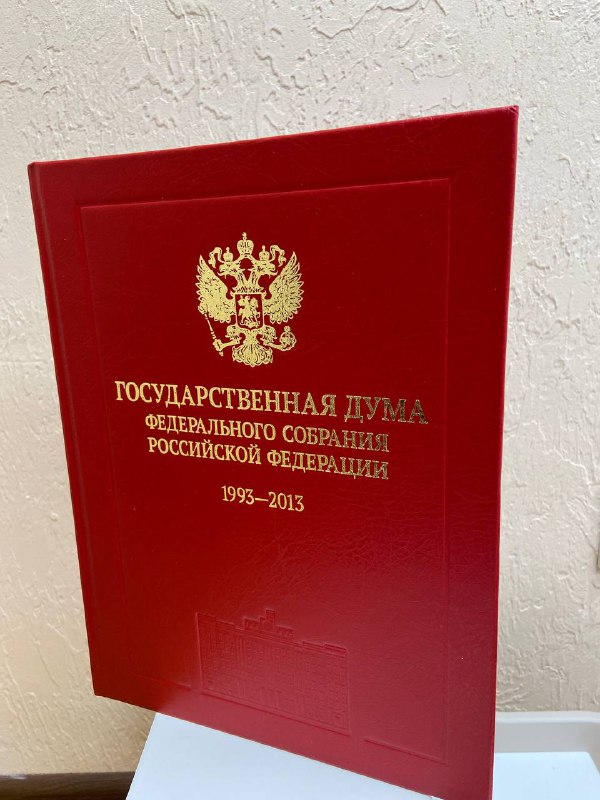 ГОСУДАРСТВЕННАЯ ДУМА
ФЕДЕРАЛЬНОГО СОБРАНИЯ
РОССИЙСКОЙ ФЕДЕРАЦИИ
1993—2013